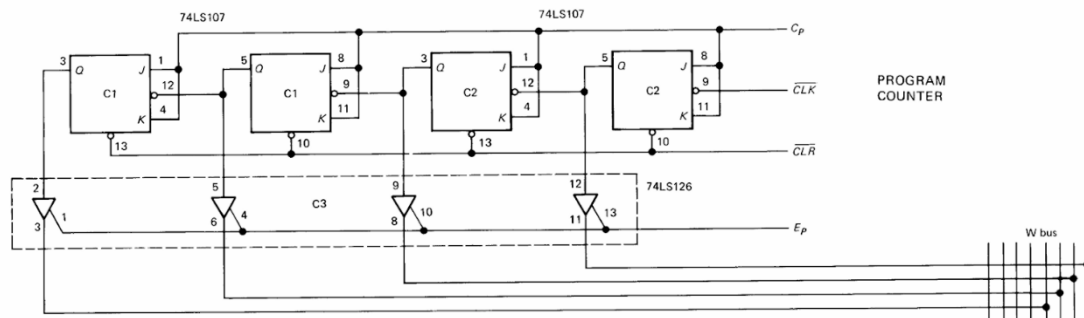 74LS107 74LS107
C_P
3 Q J 1 5 Q J 8 3 Q J 1 5 Q J 8
12 9 12 9 CLK
C1 C1 C2 C2
4 11 4 11
K K K K
PROGRAM
COUNTER
13 10 13 10 CLR
74LS126
2 5 9 12
C3
1 4 10 13
3 6 8 11
E_P
W bus